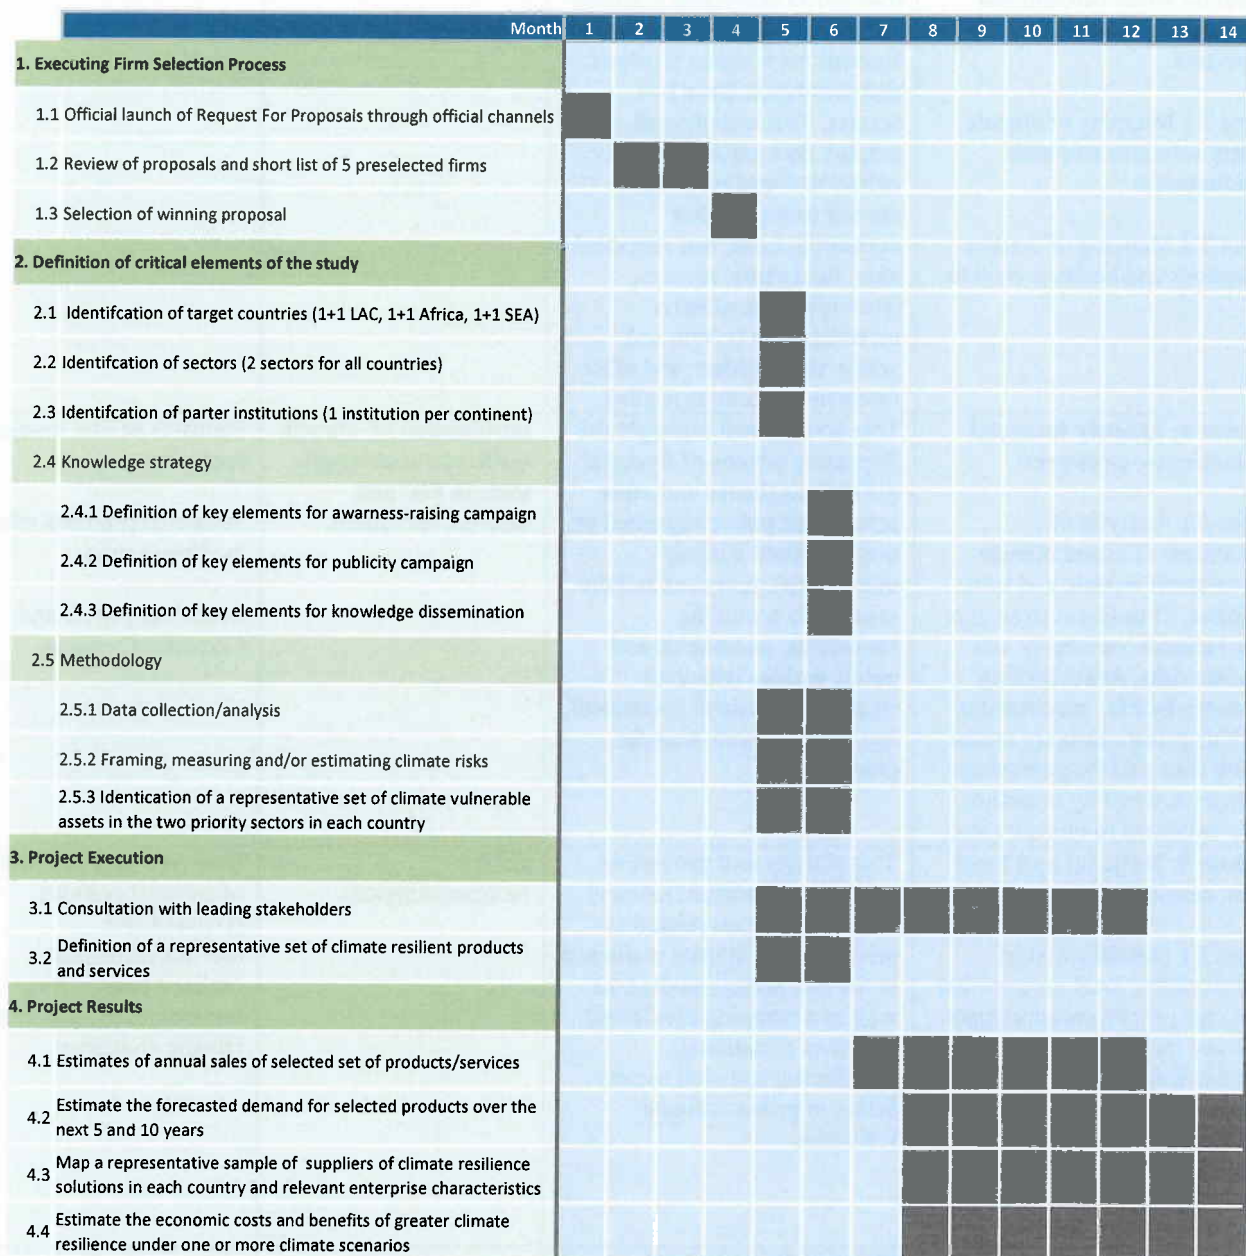 Month 1 2 3 4 5 6 7 8 9 10 11 12 13 14
1. Executing Firm Selection Process
1.1 Official launch of Request For Proposals through official channels
1.2 Review of proposals and short list of 5 preselected firms
1.3 Selection of winning proposal
2. Definition of critical elements of the study
2.1 Identifcation of target countries (1+1 LAC, 1+1 Africa, 1+1 SEA)
2.2 Identifcation of sectors (2 sectors for all countries)
2.3 Identifcation of parter institutions (1 institution per continent)
2.4 Knowledge strategy
2.4.1 Definition of key elements for awarness-raising campaign
2.4.2 Definition of key elements for publicity campaign
2.4.3 Definition of key elements for knowledge dissemination
2.5 Methodology
2.5.1 Data collection/analysis
2.5.2 Framing, measuring and/or estimating climate risks
2.5.3 Identication of a representative set of climate vulnerable
assets in the two priority sectors in each country
3. Project Execution
3.1 Consultation with leading stakeholders
3.2 Definition of a representative set of climate resilient products
and services
4. Project Results
4.1 Estimates of annual sales of selected set of products/services
4.2 Estimate the forecasted demand for selected products over the
next 5 and 10 years
4.3 Map a representative sample of suppliers of climate resilience
solutions in each country and relevant enterprise characteristics
4.4 Estimate the economic costs and benefits of greater climate
resilience under one or more climate scenarios